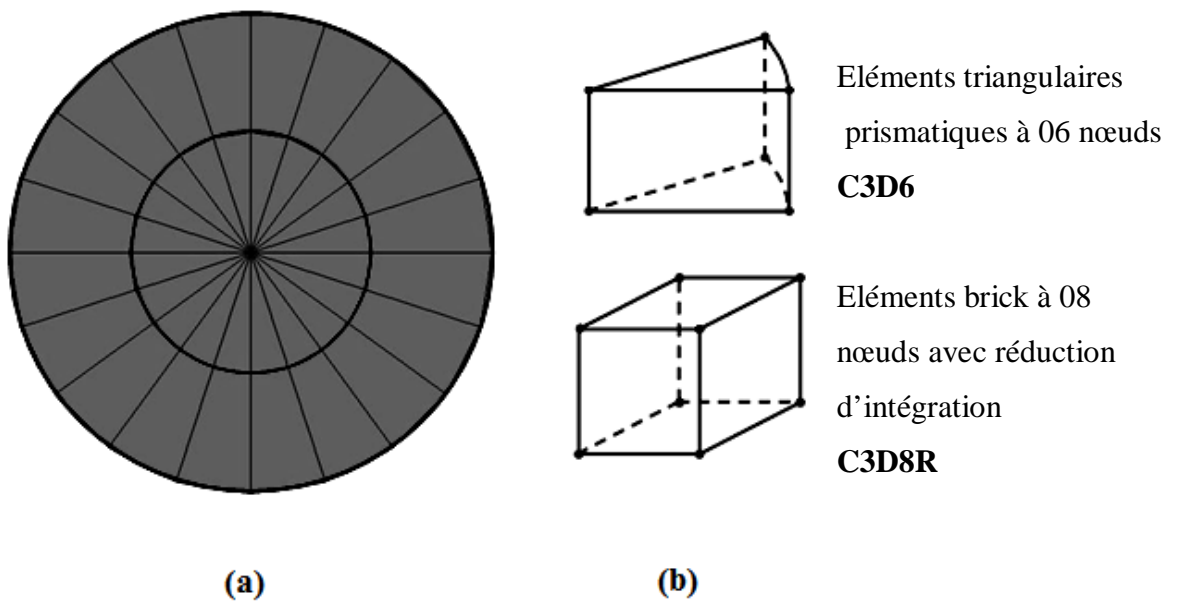 Eléments triangulaires
prismatiques à 06 nœuds
C3D6
Eléments brick à 08
nœuds avec réduction
d’intégration
C3D8R
(a)
(b)